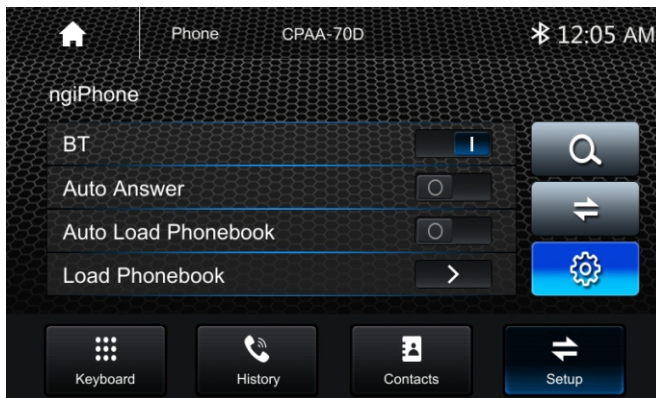 Phone CPAA-70D 12:05 AM
ngiPhone
BT
Auto Answer
Auto Load Phonebook
Load Phonebook
Keyboard History Contacts Setup